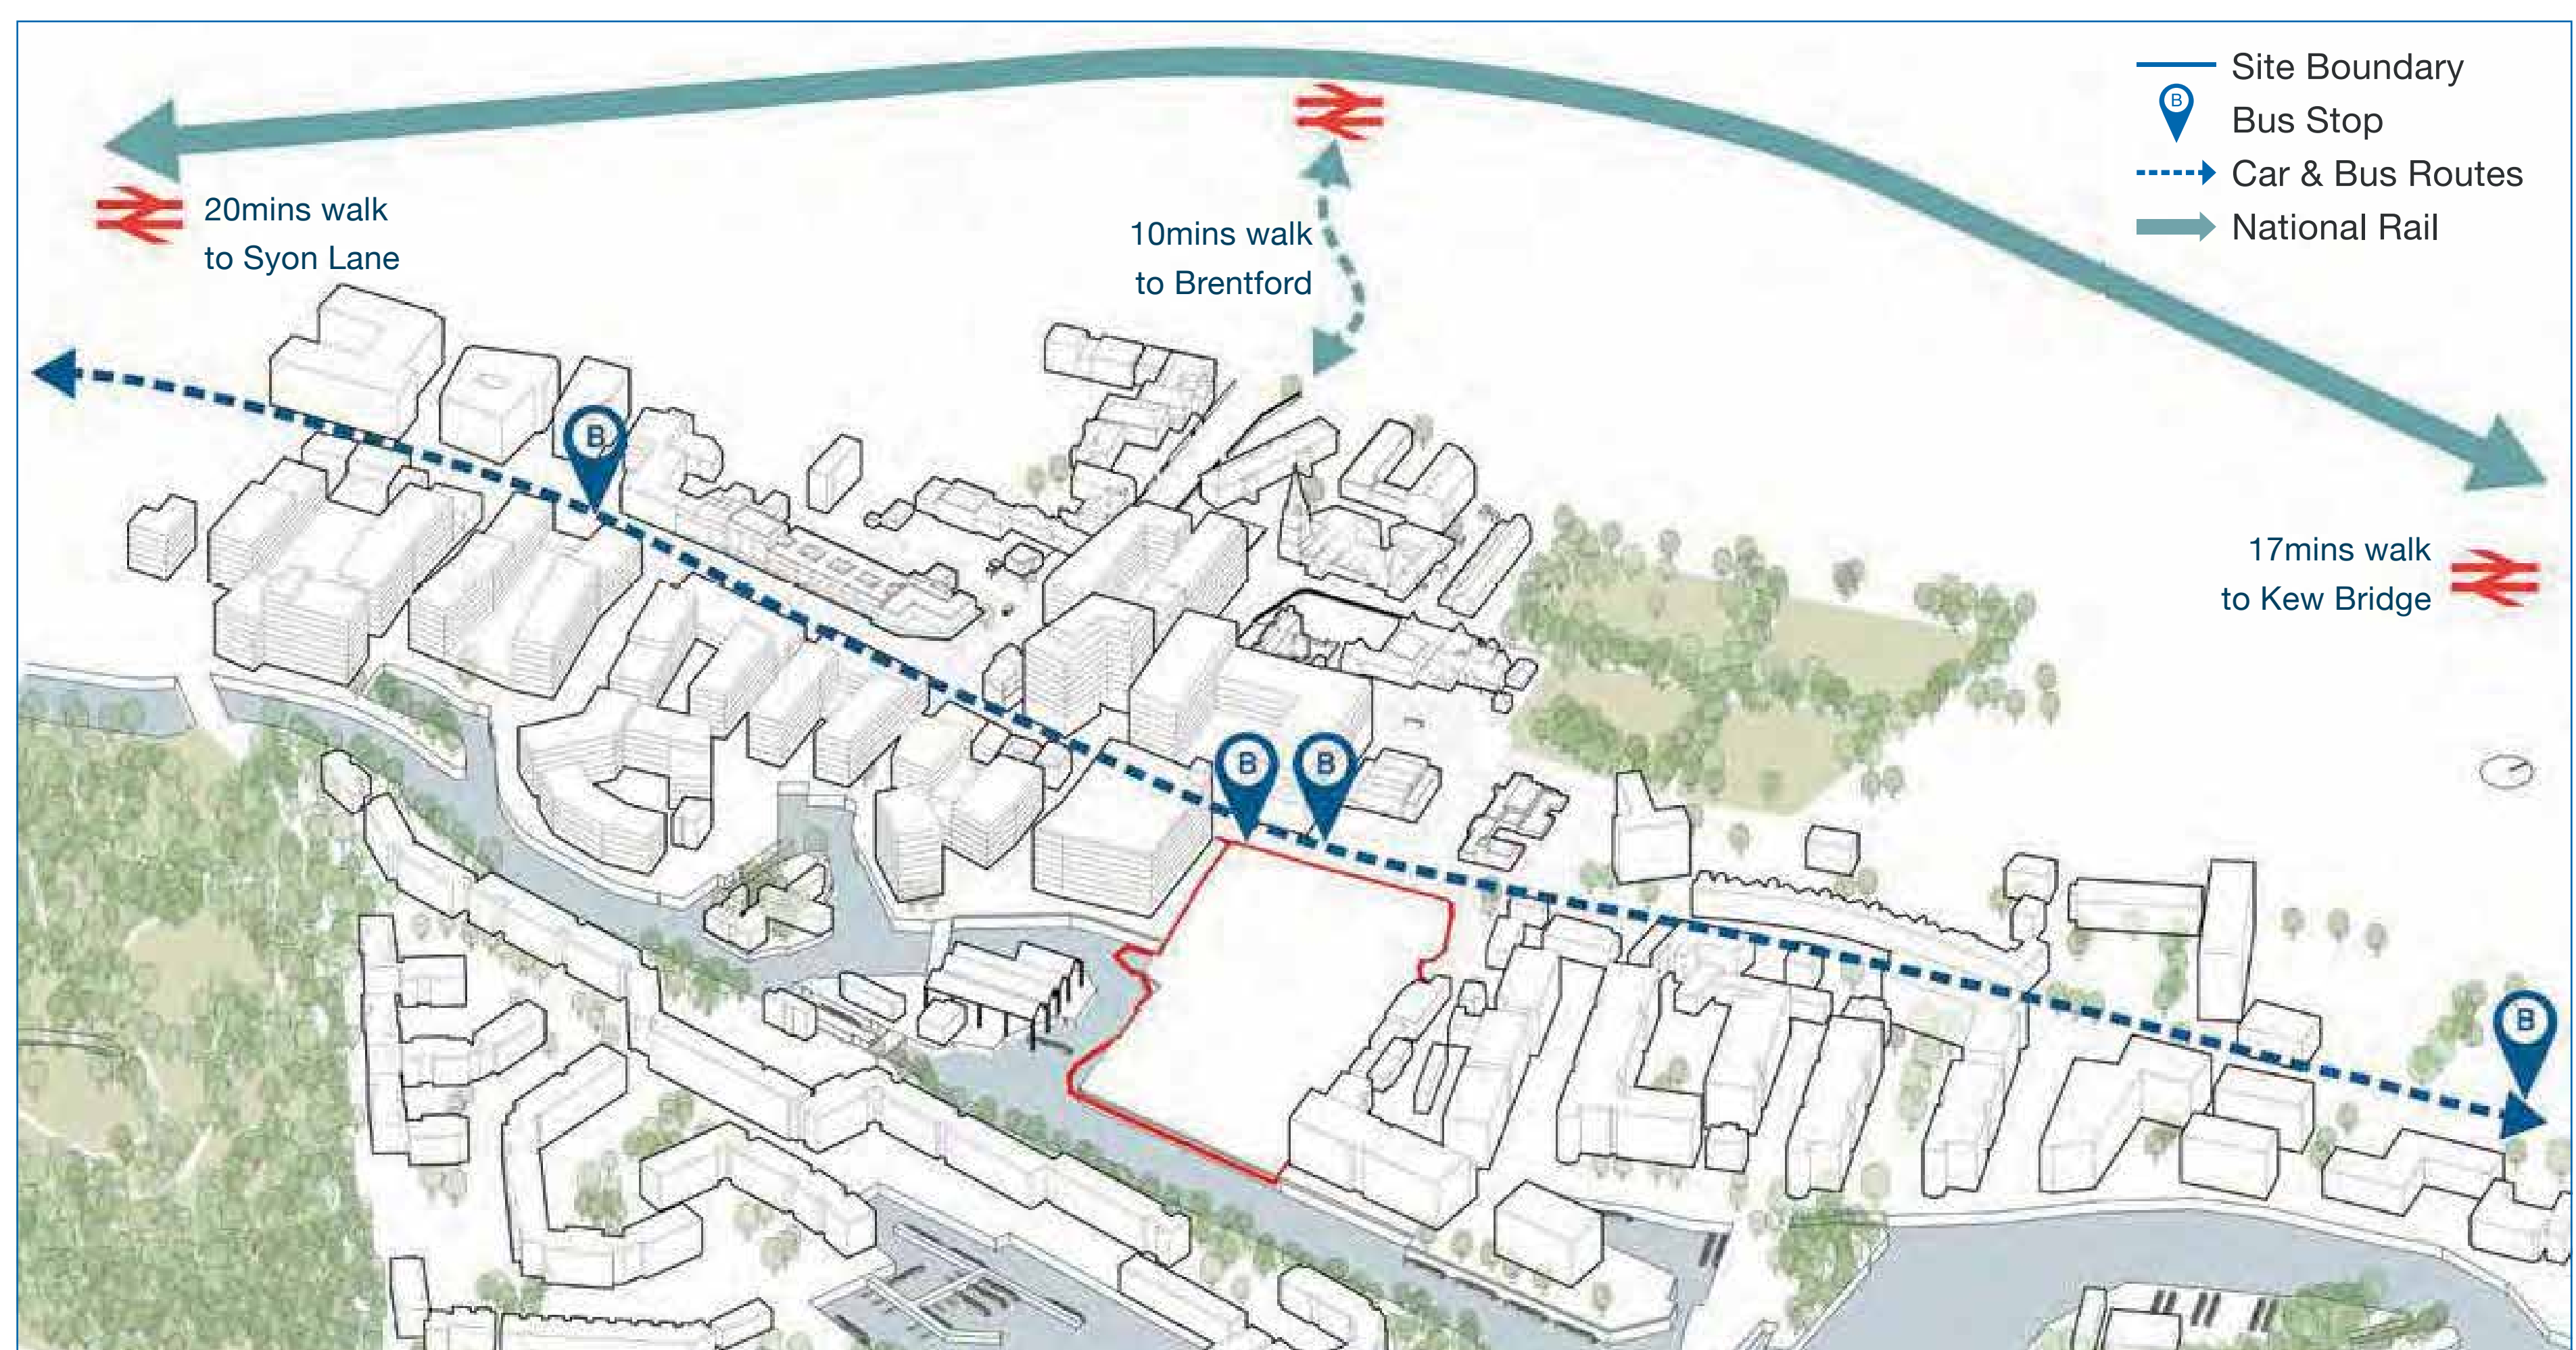 Site Boundary
B
Bus Stop
Car & Bus Routes
National Rail
20mins walk
to Syon Lane
10mins walk
to Brentford
B
17mins walk
to Kew Bridge
B
B
B